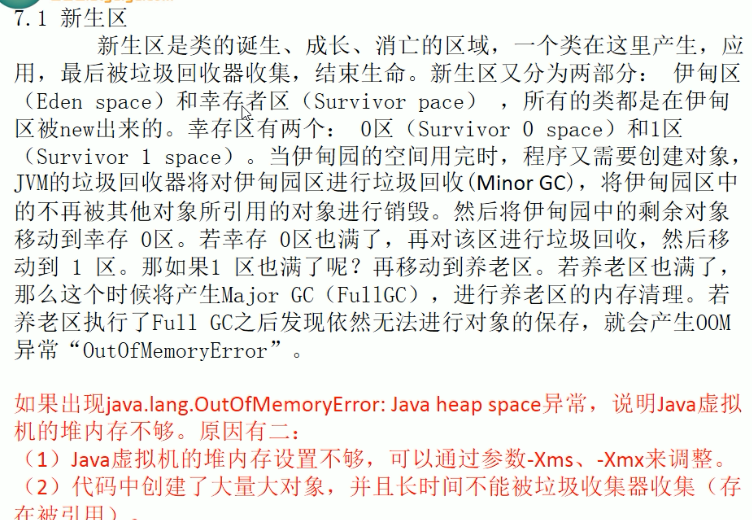 7.1 新生区
新生区是类的诞生、成长、消亡的区域，一个类在这里产生，应
用，最后被垃圾回收器收集，结束生命。新生区又分为两部分： 伊甸区
（Eden space）和幸存者区（Survivor pace） ，所有的类都是在伊甸
区被new出来的。幸存区有两个： 0区（Survivor 0 space）和1区
（Survivor 1 space）。当伊甸园的空间用完时，程序又需要创建对象，
JVM的垃圾回收器将对伊甸园区进行垃圾回收(Minor GC)，将伊甸园区中
的不再被其他对象所引用的对象进行销毁。然后将伊甸园中的剩余对象
移动到幸存 0区。若幸存 0区也满了，再对该区进行垃圾回收，然后移
动到 1 区。那如果1 区也满了呢？再移动到养老区。若养老区也满了，
那么这个时候将产生Major GC（FullGC），进行养老区的内存清理。若
养老区执行了Full GC之后发现依然无法进行对象的保存，就会产生OOM
异常“OutOfMemoryError”。
如果出现java.lang.OutOfMemoryError: Java heap space异常，说明Java虚拟
机的堆内存不够。原因有二：
（1）Java虚拟机的堆内存设置不够，可以通过参数-Xms、-Xmx来调整。
（2）代码中创建了大量大对象，并且长时间不能被垃圾收集器收集（存
在被引用）。